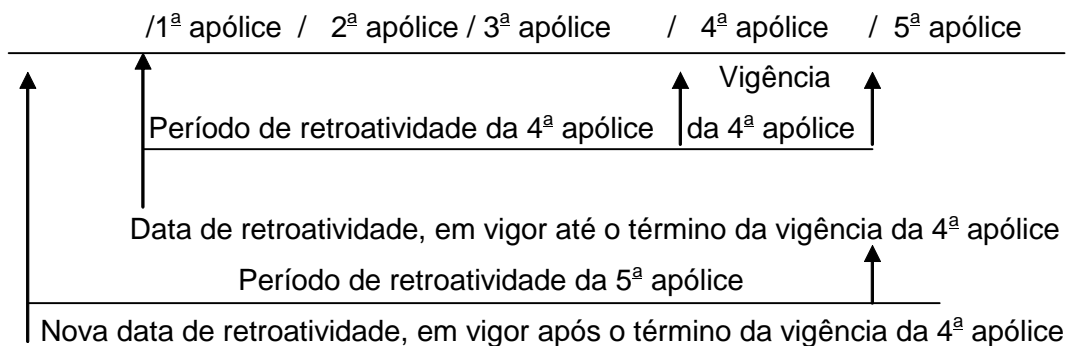 /1ª apólice / 2ª apólice / 3ª apólice / 4ª apólice / 5ª apólice
Vigência
Período de retroatividade da 4ª apólice da 4ª apólice
Data de retroatividade, em vigor até o término da vigência da 4ª apólice
Período de retroatividade da 5ª apólice
Nova data de retroatividade, em vigor após o término da vigência da 4ª apólice